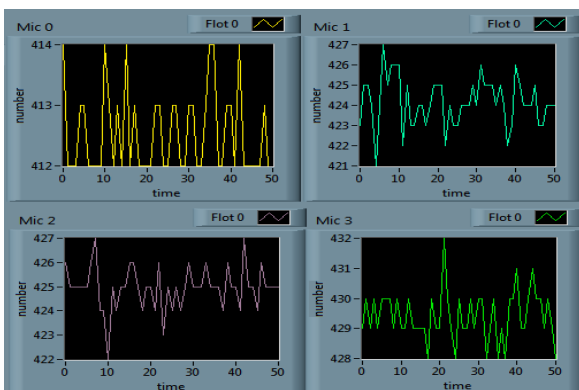 Mic 0 Flot 0
414
413
412
number
0 10 20 30 40 50
time
Mic 1 Flot 0
427
426
425
424
423
422
421
number
0 10 20 30 40 50
time
Mic 2 Flot 0
427
426
425
424
423
422
number
0 10 20 30 40 50
time
Mic 3 Flot 0
432
431
430
429
428
number
0 10 20 30 40 50
time